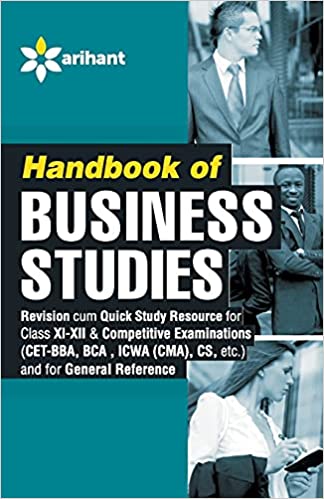 arihant
Handbook of
BUSINESS
STUDIES
Revision cum Quick Study Resource for
Class XI-XII & Competitive Examinations
(CET-BBA, BCA , ICWA (CMA), CS, etc.)
and for General Reference